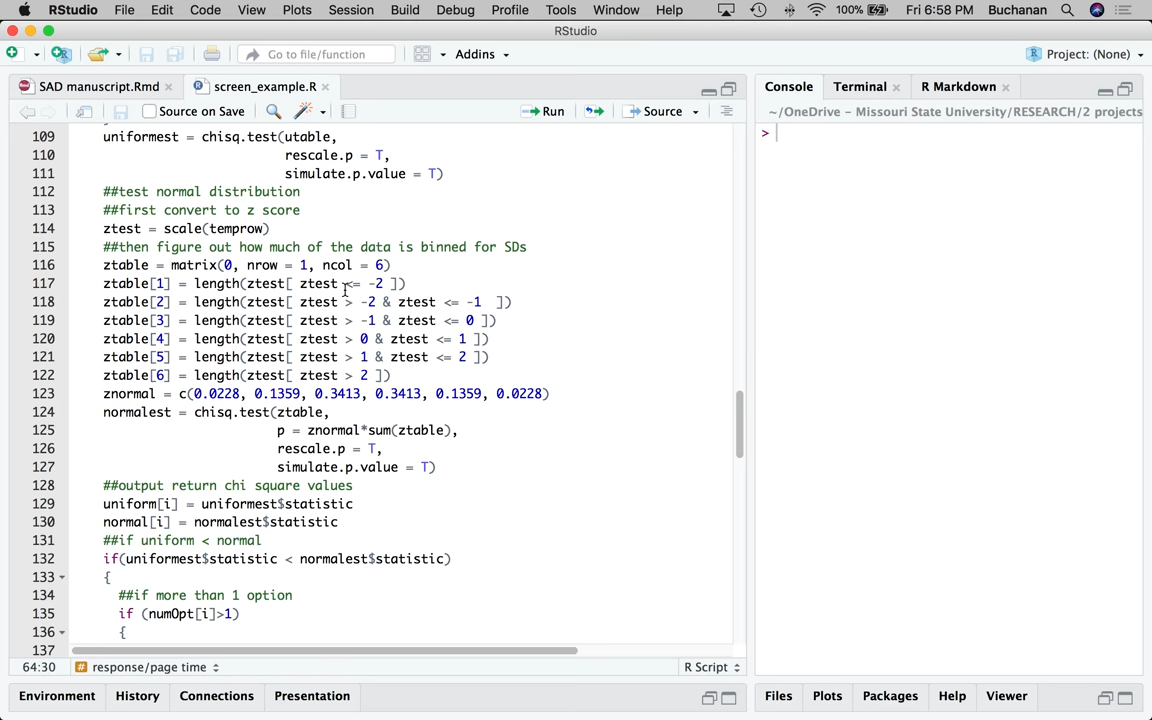 RStudio File Edit Code View Plots Session Build Debug Profile Tools Window Help 100% Fri 6:58 PM Buchanan
RStudio
Go to file/function Addins Project: (None)
SAD manuscript.Rmd screen_example.R Console Terminal R Markdown
Source on Save Run Source ~/OneDrive – Missouri State University/RESEARCH/2 projects
>
109 uniformest = chisq.test(utable,
110 rescale.p = T,
111 simulate.p.value = T)
112 ##test normal distribution
113 ##first convert to z score
114 ztest = scale(temprow)
115 ##then figure out how much of the data is binned for SDs
116 ztable = matrix(0, nrow = 1, ncol = 6)
117 ztable[1] = length(ztest[ ztest <= -2 ])
118 ztable[2] = length(ztest[ ztest > -2 & ztest <= -1  ])
119 ztable[3] = length(ztest[ ztest > -1 & ztest <= 0 ])
120 ztable[4] = length(ztest[ ztest > 0 & ztest <= 1 ])
121 ztable[5] = length(ztest[ ztest > 1 & ztest <= 2 ])
122 ztable[6] = length(ztest[ ztest > 2 ])
123 znormal = c(0.0228, 0.1359, 0.3413, 0.3413, 0.1359, 0.0228)
124 normalest = chisq.test(ztable,
125 p = znormal*sum(ztable),
126 rescale.p = T,
127 simulate.p.value = T)
128 ##output return chi square values
129 uniform[i] = uniformest$statistic
130 normal[i] = normalest$statistic
131 ##if uniform < normal
132 if(uniformest$statistic < normalest$statistic)
133 {
134 ##if more than 1 option
135 if (numOpt[i]>1)
136 {
137
64:30 response/page time R Script
Environment History Connections Presentation Files Plots Packages Help Viewer